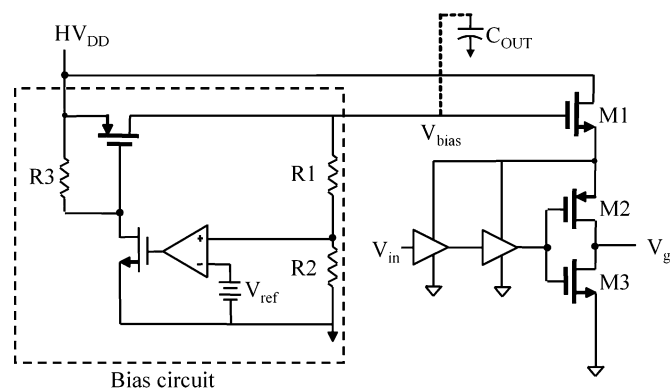 HV_DD
C_OUT
M1
V_bias
R3
R1
M2
V_in
V_g
+
-
R2
M3
V_ref
Bias circuit